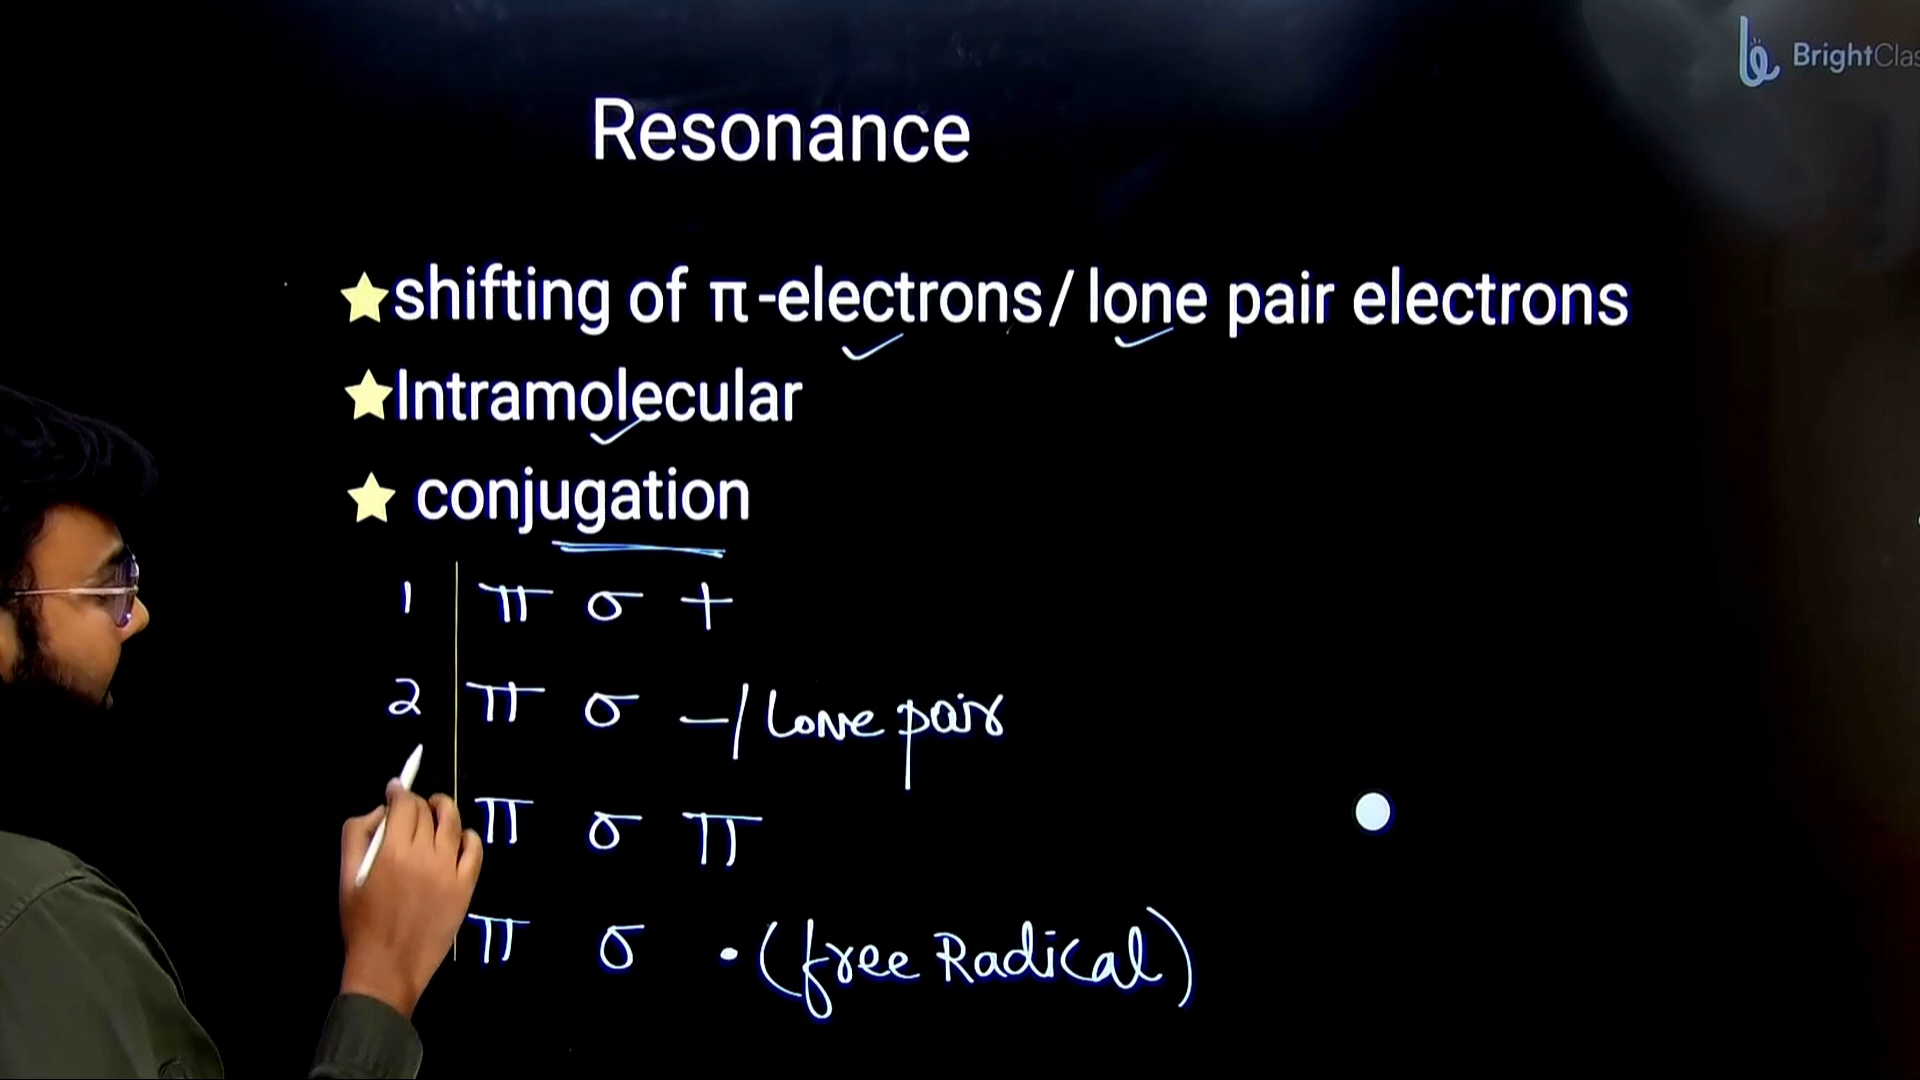 BrightClas
Resonance
⭐shifting of π-electrons/ lone pair electrons
⭐Intramolecular
⭐ conjugation
1 π σ +
2 π σ -/ Lone pair
π σ π
π σ • (free Radical)